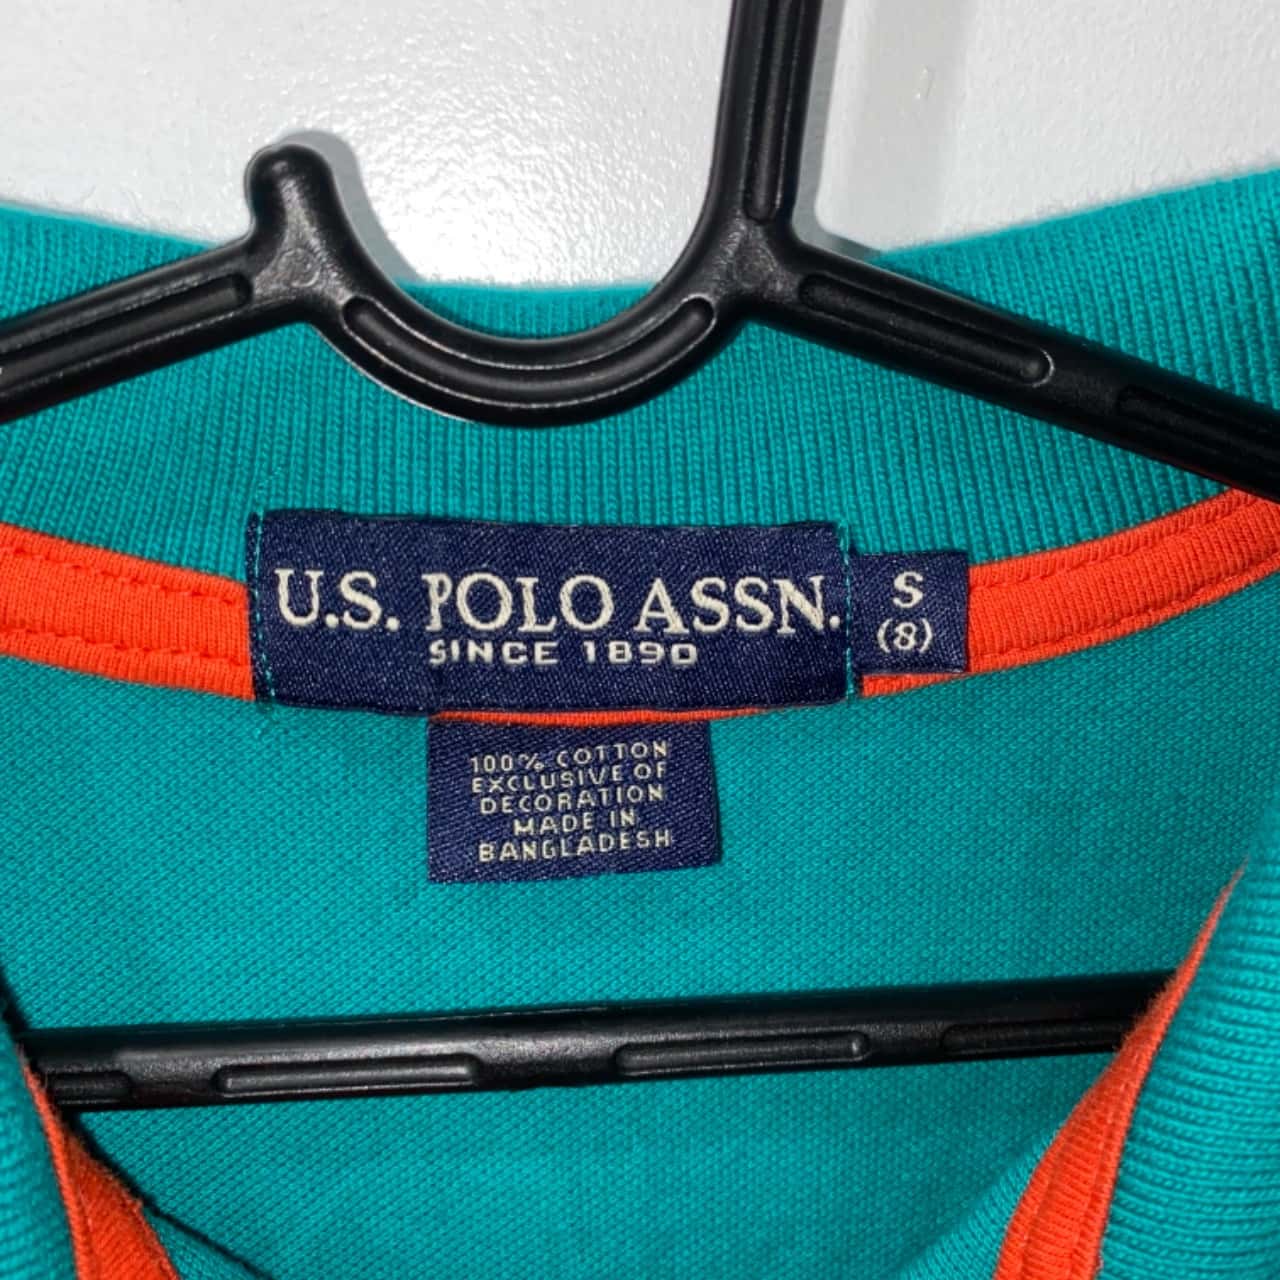 U.S. POLO ASSN.
SINCE 1890
S
(8)
100% COTTON
EXCLUSIVE OF
DECORATION
MADE IN
BANGLADESH